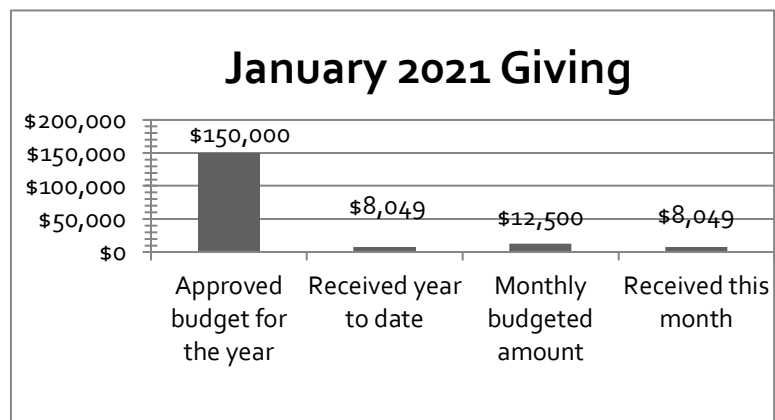 January 2021 Giving
$200,000
$150,000
$100,000
$50,000
$0
$150,000
$8,049
$12,500
$8,049
Approved budget for the year
Received year to date
Monthly budgeted amount
Received this month